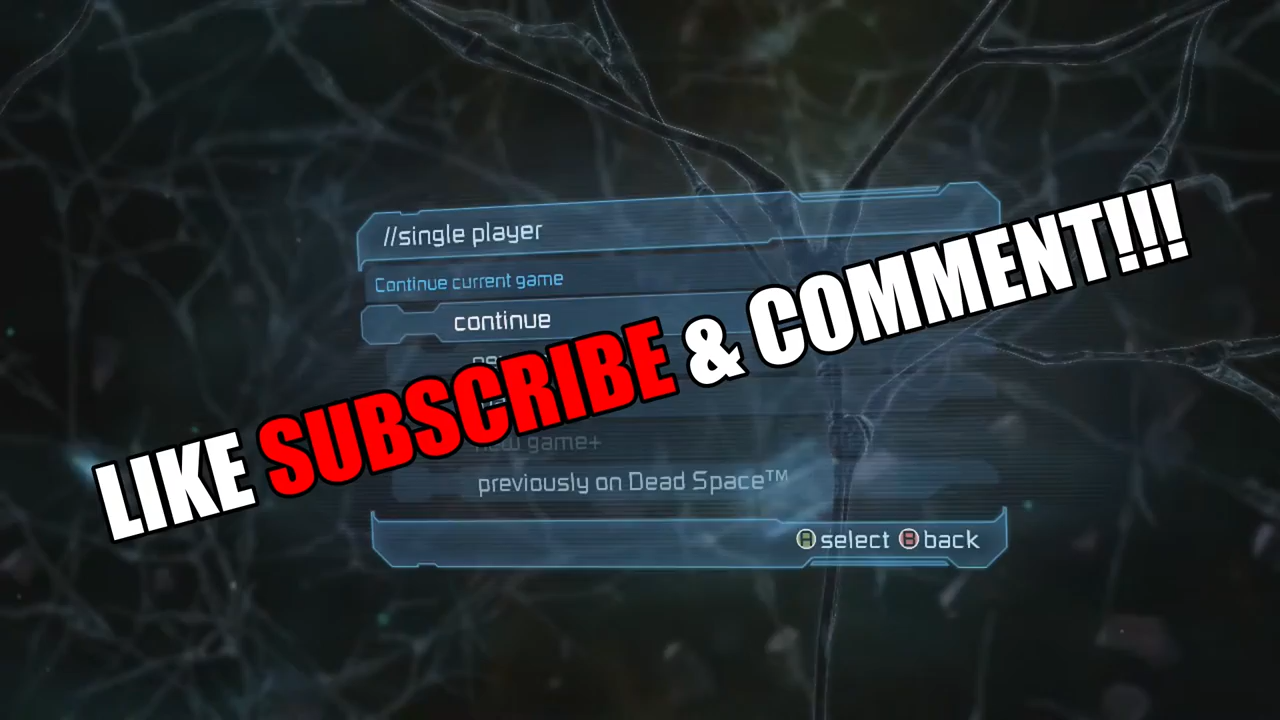 //single player
Continue current game
continue
LIKE SUBSCRIBE & COMMENT!!!
new game+
previously on Dead Space™
A select B back